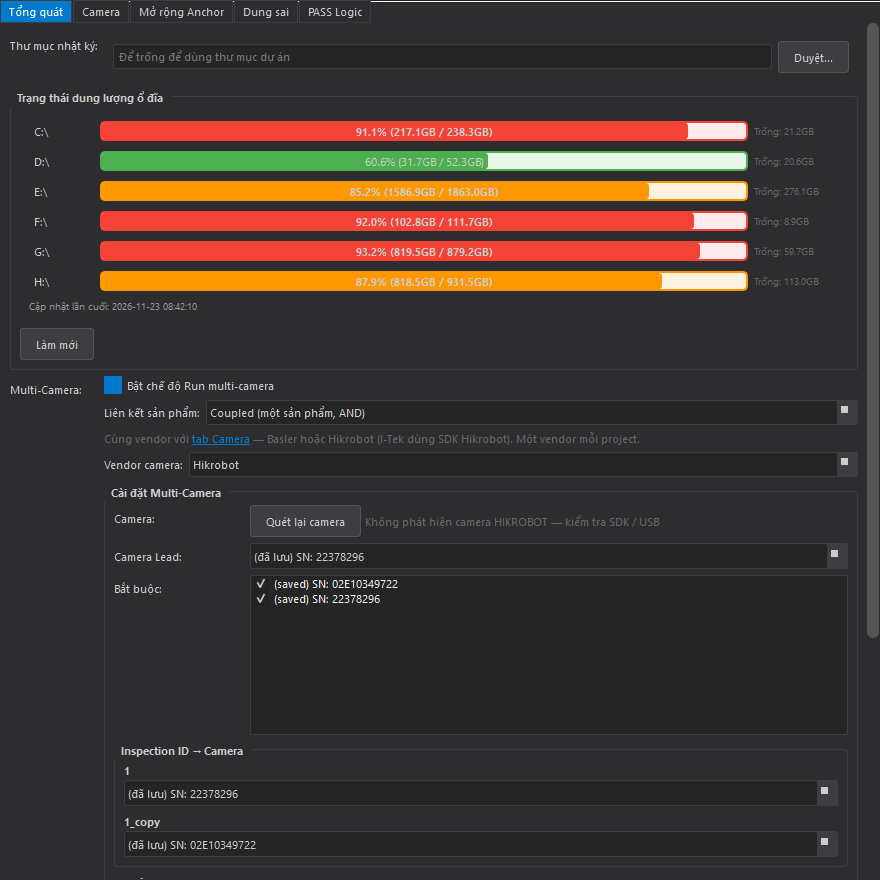 Tổng quát Camera Mở rộng Anchor Dung sai PASS Logic
Thư mục nhật ký: Để trống để dùng thư mục dự án Duyệt...
Trạng thái dung lượng ổ đĩa
C:\ 91.1% (217.1GB / 238.3GB) Trống: 21.2GB
D:\ 60.6% (31.7GB / 52.3GB) Trống: 20.6GB
E:\ 85.2% (1586.9GB / 1863.0GB) Trống: 276.1GB
F:\ 92.0% (102.8GB / 111.7GB) Trống: 8.9GB
G:\ 93.2% (819.5GB / 879.2GB) Trống: 59.7GB
H:\ 87.9% (818.5GB / 931.5GB) Trống: 113.0GB
Cập nhật lần cuối: 2026-11-23 08:42:10
Làm mới
Multi-Camera: Bật chế độ Run multi-camera
Liên kết sản phẩm: Coupled (một sản phẩm, AND)
Cùng vendor với tab Camera — Basler hoặc Hikrobot (I-Tek dùng SDK Hikrobot). Một vendor mỗi project.
Vendor camera: Hikrobot
Cài đặt Multi-Camera
Camera: Quét lại camera Không phát hiện camera HIKROBOT — kiểm tra SDK / USB
Camera Lead: (đã lưu) SN: 22378296
Bắt buộc: ✓ (saved) SN: 02E10349722
✓ (saved) SN: 22378296
Inspection ID → Camera
1
(đã lưu) SN: 22378296
1_copy
(đã lưu) SN: 02E10349722